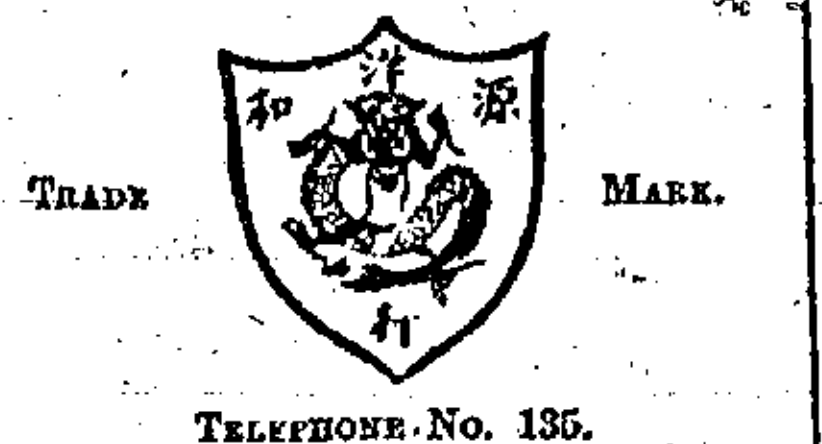 洋
和 源
TRADE MARK.
行
TELEPHONE No. 135.